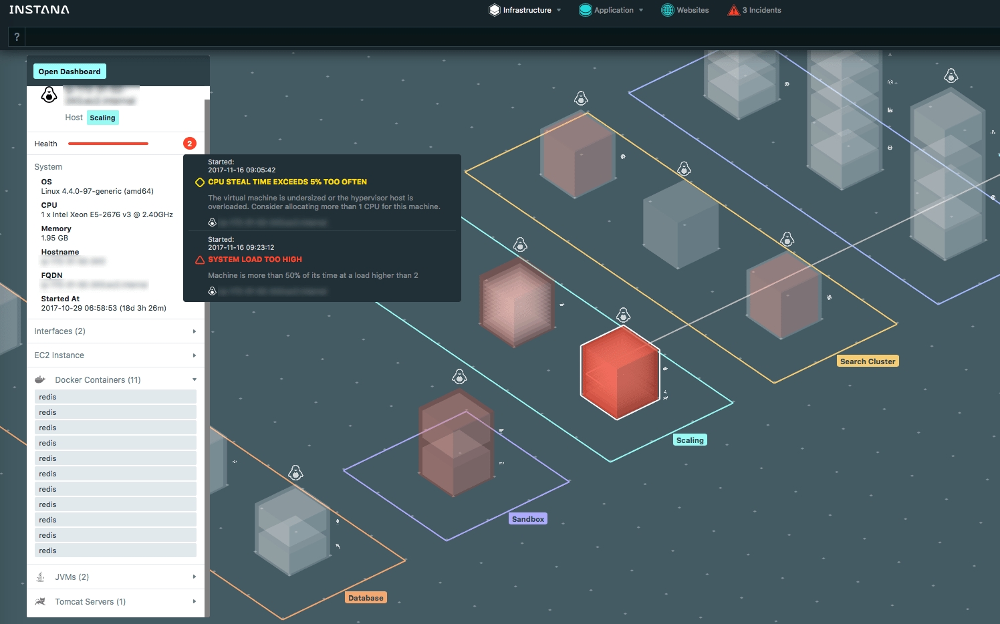 INSTANA
Infrastructure
Application
Websites
3 Incidents
?
Open Dashboard
Host Scaling
Health
2
System
OS
Linux 4.4.0-97-generic (amd64)
CPU
1 x Intel Xeon E5-2676 v3 @ 2.40GHz
Memory
1.95 GB
Hostname
FQDN
Started At
2017-10-29 06:58:53 (18d 3h 26m)
Interfaces (2)
EC2 Instance
Docker Containers (11)
redis
redis
redis
redis
redis
redis
redis
redis
redis
redis
redis
JVMs (2)
Tomcat Servers (1)
Started:
2017-11-16 09:05:42
CPU STEAL TIME EXCEEDS 5% TOO OFTEN
The virtual machine is undersized or the hypervisor host is
overloaded. Consider allocating more than 1 CPU for this machine.
Started:
2017-11-16 09:23:12
SYSTEM LOAD TOO HIGH
Machine is more than 50% of its time at a load higher than 2
Search Cluster
Scaling
Sandbox
Database